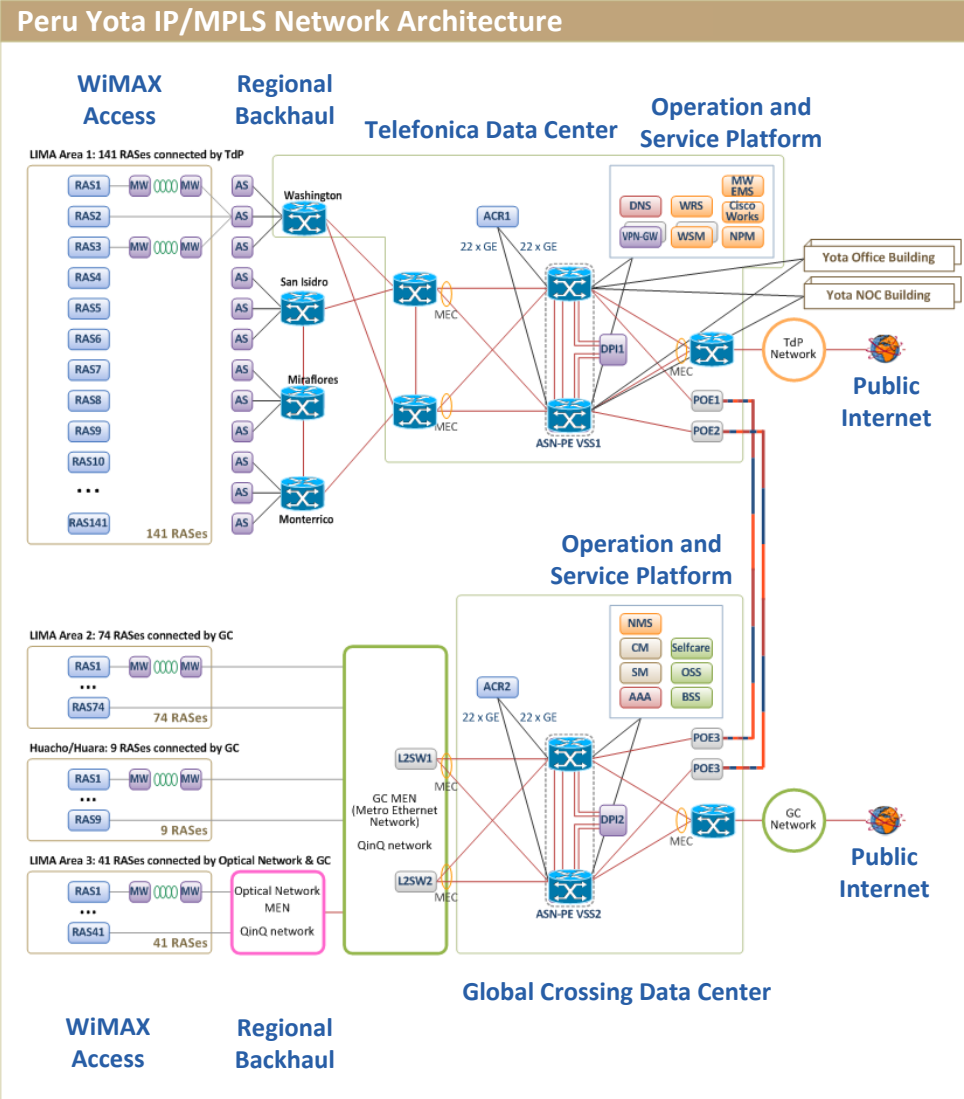 Peru Yota IP/MPLS Network Architecture
WiMAX
Access
Regional
Backhaul
Telefonica Data Center
Operation and
Service Platform
LIMA Area 1: 141 RASes connected by TdP
RAS1
MW
MW
RAS2
RAS3
MW
MW
RAS4
RAS5
RAS6
RAS7
RAS8
RAS9
RAS10
...
RAS141
141 RASes
AS
AS
AS
AS
AS
AS
AS
AS
AS
AS
AS
AS
Washington
San Isidro
Miraflores
Monterrico
MEC
MEC
ACR1
22 x GE
22 x GE
DNS
WRS
MW
EMS
Cisco
Works
VPN-GW
WSM
NPM
DPI1
ASN-PE VSS1
MEC
POE1
POE2
Yota Office Building
Yota NOC Building
TdP
Network
Public
Internet
Operation and
Service Platform
LIMA Area 2: 74 RASes connected by GC
RAS1
MW
MW
...
RAS74
74 RASes
Huacho/Huara: 9 RASes connected by GC
RAS1
MW
MW
...
RAS9
9 RASes
LIMA Area 3: 41 RASes connected by Optical Network & GC
RAS1
MW
MW
...
RAS41
41 RASes
Optical Network
MEN
QinQ network
GC MEN
(Metro Ethernet
Network)
QinQ network
L2SW1
MEC
L2SW2
MEC
ACR2
22 x GE
22 x GE
NMS
CM
Selfcare
SM
OSS
AAA
BSS
DPI2
ASN-PE VSS2
POE3
POE3
MEC
GC
Network
Public
Internet
Global Crossing Data Center
WiMAX
Access
Regional
Backhaul